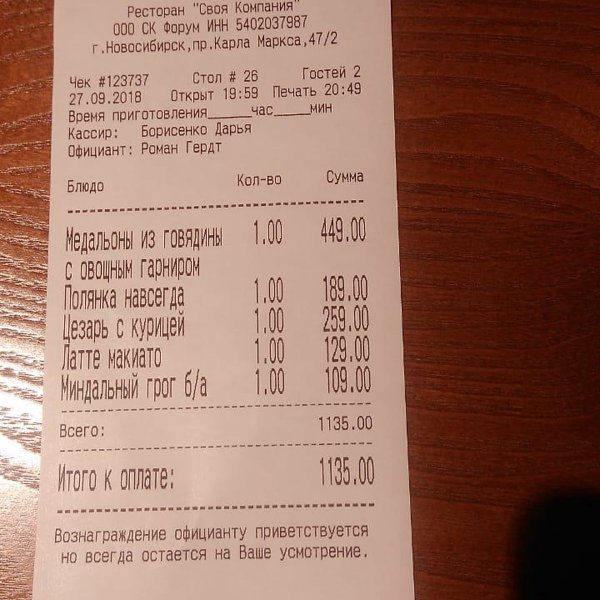 Ресторан "Своя Компания"
ООО СК Форум ИНН 5402037987
г.Новосибирск,пр.Карла Маркса,47/2
Чек #123737 Стол # 26 Гостей 2
27.09.2018 Открыт 19:59 Печать 20:49
Время приготовления______час_____мин
Кассир: Борисенко Дарья
Официант: Роман Гердт
Блюдо Кол-во Сумма
Медальоны из говядины 1.00 449.00
с овощным гарниром
Полянка навсегда 1.00 189.00
Цезарь с курицей 1.00 259.00
Латте макиато 1.00 129.00
Миндальный грог б/а 1.00 109.00
Всего: 1135.00
Итого к оплате: 1135.00
Вознаграждение официанту приветствуется
но всегда остается на Ваше усмотрение.